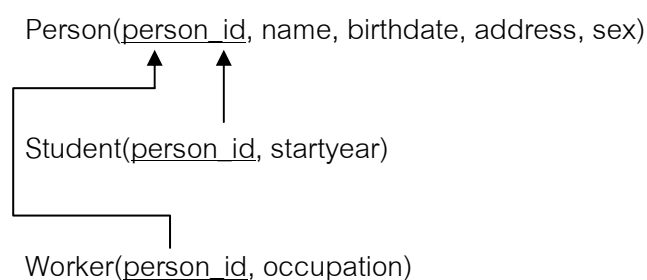 Person(person_id, name, birthdate, address, sex)
Student(person_id, startyear)
Worker(person_id, occupation)